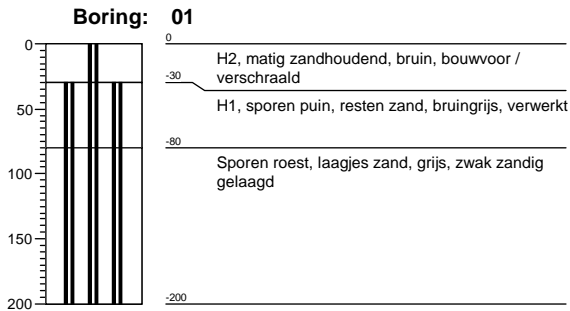 Boring: 01
0
50
100
150
200
0
H2, matig zandhoudend, bruin, bouwvoor /
verschraald
-30
H1, sporen puin, resten zand, bruingrijs, verwerkt
-80
Sporen roest, laagjes zand, grijs, zwak zandig
gelaagd
-200